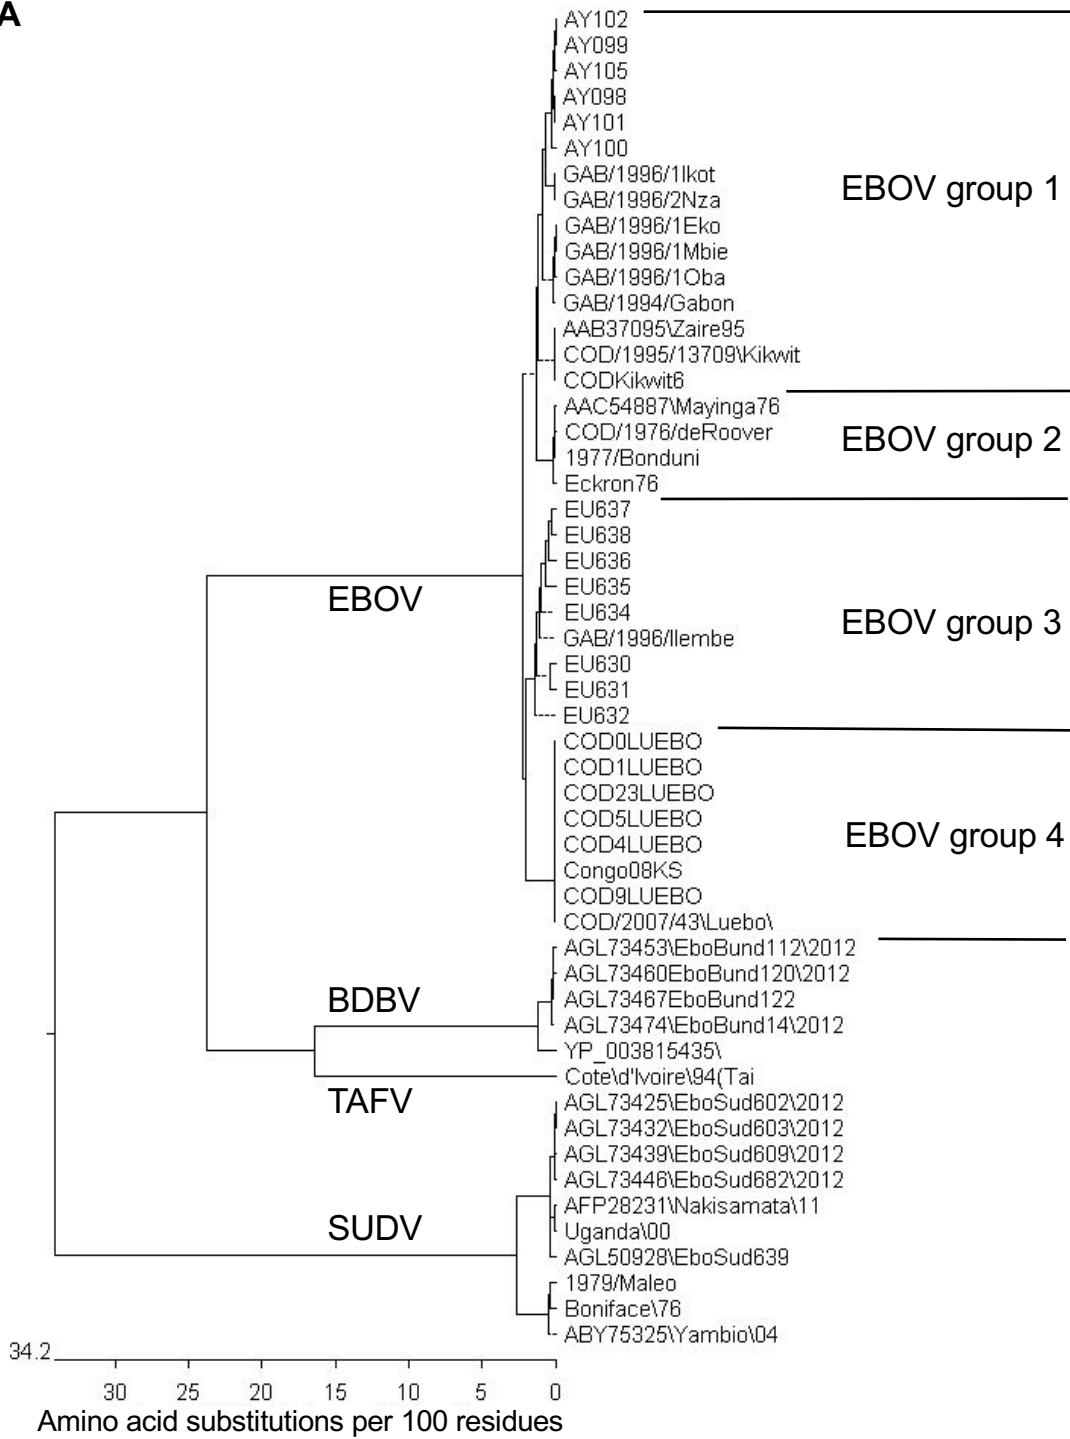 A
AY102
AY099
AY105
AY098
AY101
AY100
GAB/1996/1Ikot
GAB/1996/2Nza
EBOV group 1
GAB/1996/1Eko
GAB/1996/1Mbie
GAB/1996/1Oba
GAB/1994/Gabon
AAB37095\Zaire95
COD/1995/13709\Kikwit
CODKikwit6
AAC54887\Mayinga76
COD/1976/deRoover
EBOV group 2
1977/Bonduni
Eckron76
EU637
EU638
EU636
EU635
EBOV
EU634
EBOV group 3
GAB/1996/Ilembe
EU630
EU631
EU632
COD0LUEBO
COD1LUEBO
COD23LUEBO
COD5LUEBO
COD4LUEBO
EBOV group 4
Congo08KS
COD9LUEBO
COD/2007/43\Luebo\
AGL73453\EboBund112\2012
AGL73460EboBund120\2012
BDBV
AGL73467EboBund122
AGL73474\EboBund14\2012
YP_003815435\
Cote\d'Ivoire\94(Tai
TAFV
AGL73425\EboSud602\2012
AGL73432\EboSud603\2012
AGL73439\EboSud609\2012
AGL73446\EboSud682\2012
AFP28231\Nakisamata\11
SUDV
Uganda\00
AGL50928\EboSud639
1979/Maleo
Boniface\76
ABY75325\Yambio\04
34.2
30 25 20 15 10 5 0
Amino acid substitutions per 100 residues